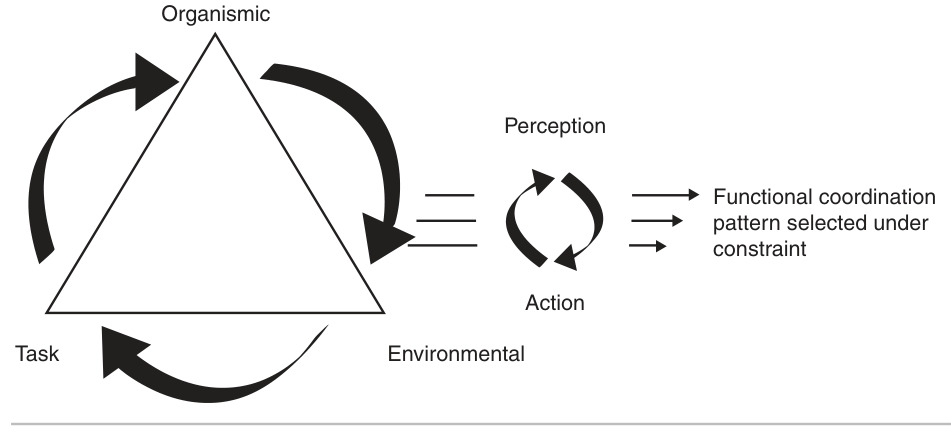 Organismic
Perception
Functional coordination
pattern selected under
constraint
Action
Task
Environmental